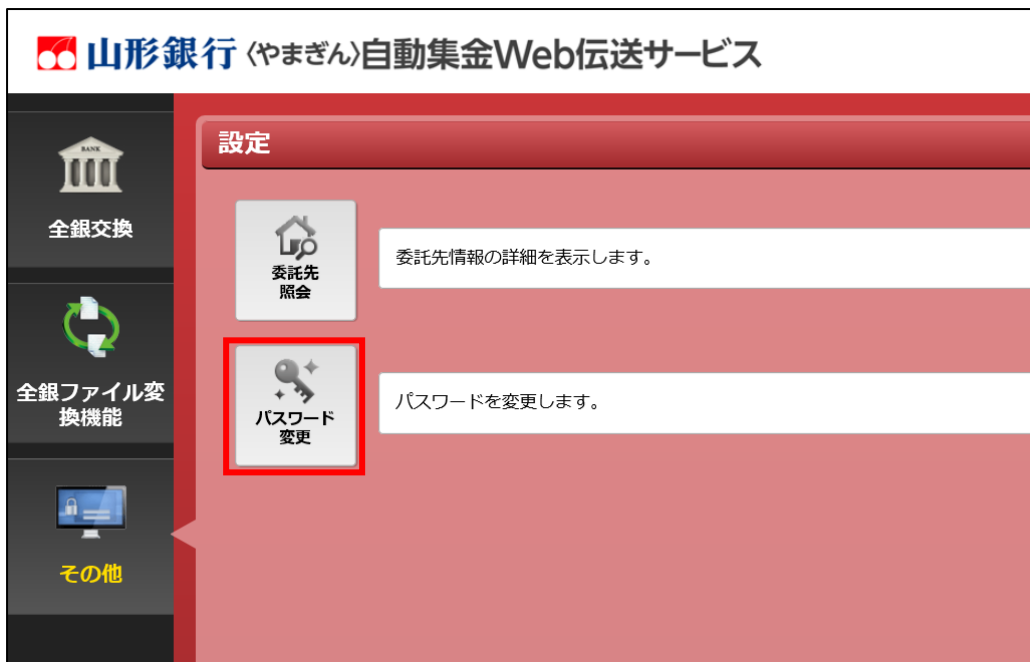 山形銀行 〈やまぎん〉自動集金Web伝送サービス
設定
BANK
全銀交換
委託先
照会
委託先情報の詳細を表示します。
全銀ファイル変
換機能
パスワード
変更
パスワードを変更します。
その他